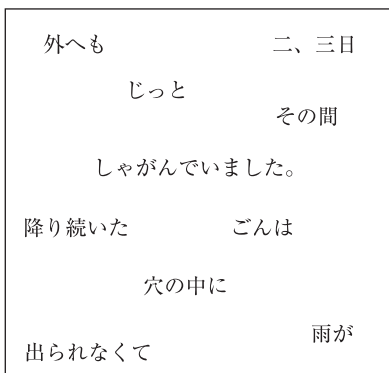 外へも
二、三日
じっと
その間
しゃがんでいました。
降り続いた
ごんは
穴の中に
雨が
出られなくて